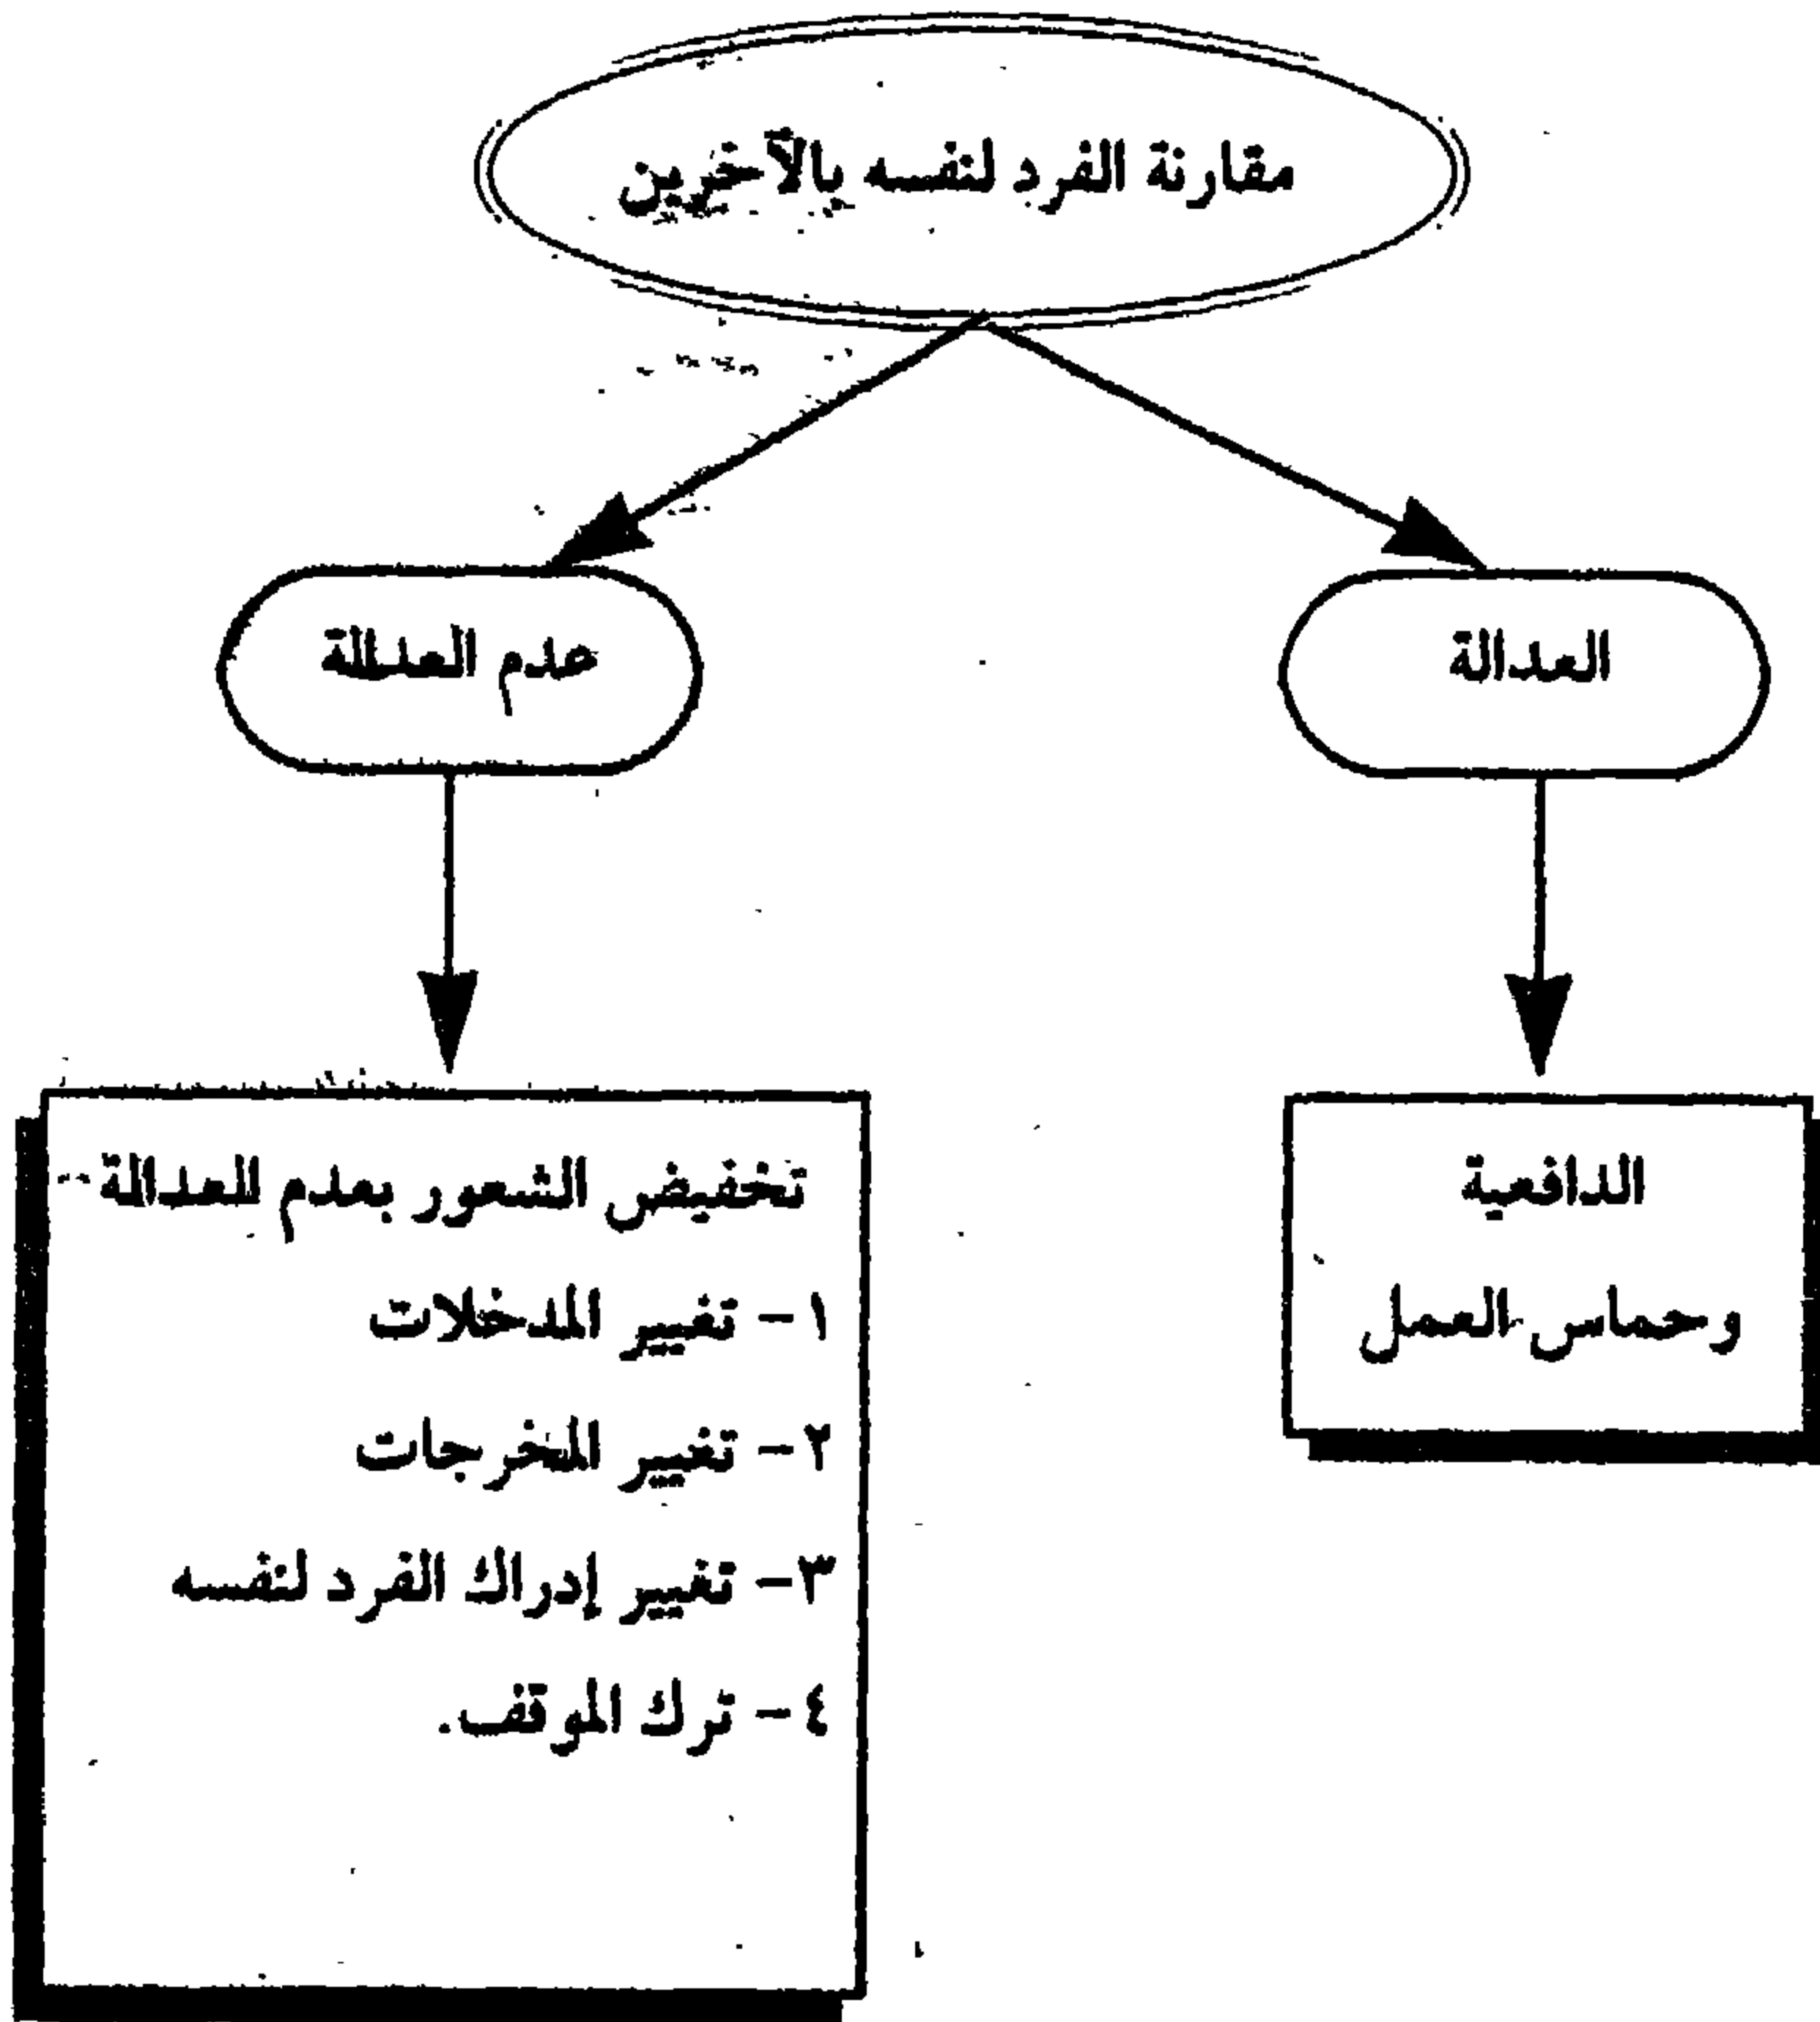 مقارنة الفرد لنفسه بالآخرين
العدالة
عدم العدالة
الدافعية
وحماس العمل
تخفيض الشعور بعدم العدالة
١- تغيير المدخلات
٢- تغيير المخرجات
٣- تغيير إدراك الفرد لنفسه
٤- ترك الموقف.